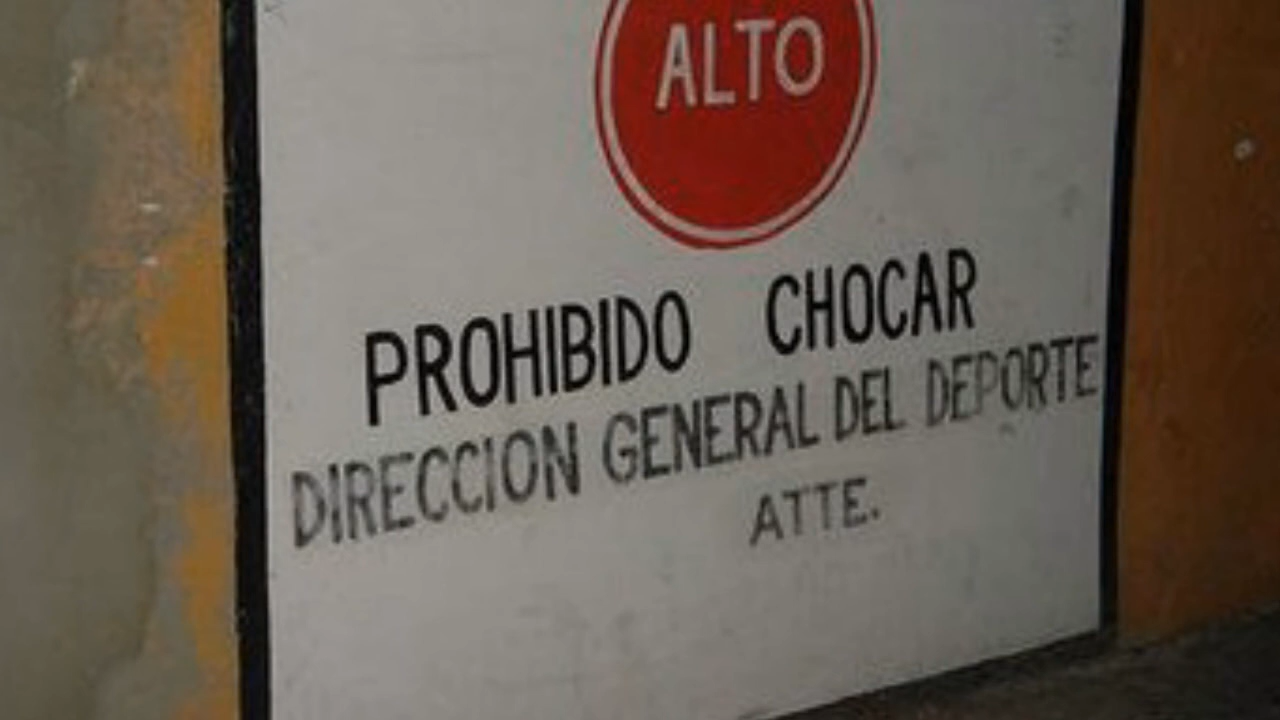 ALTO
PROHIBIDO CHOCAR
DIRECCION GENERAL DEL DEPORTE
ATTE.